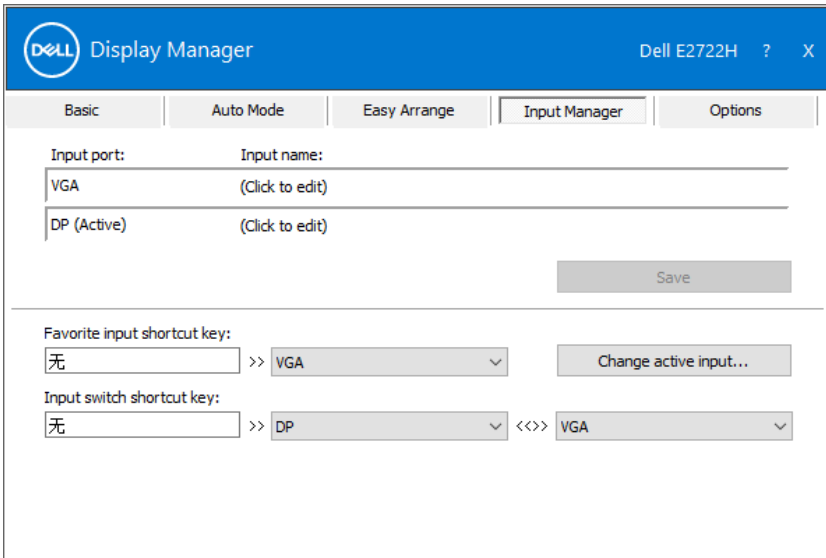 DELL Display Manager Dell E2722H ? X
Basic Auto Mode Easy Arrange Input Manager Options
Input port: Input name:
VGA (Click to edit)
DP (Active) (Click to edit)
Save
Favorite input shortcut key:
无 >> VGA Change active input...
Input switch shortcut key:
无 >> DP <<>> VGA